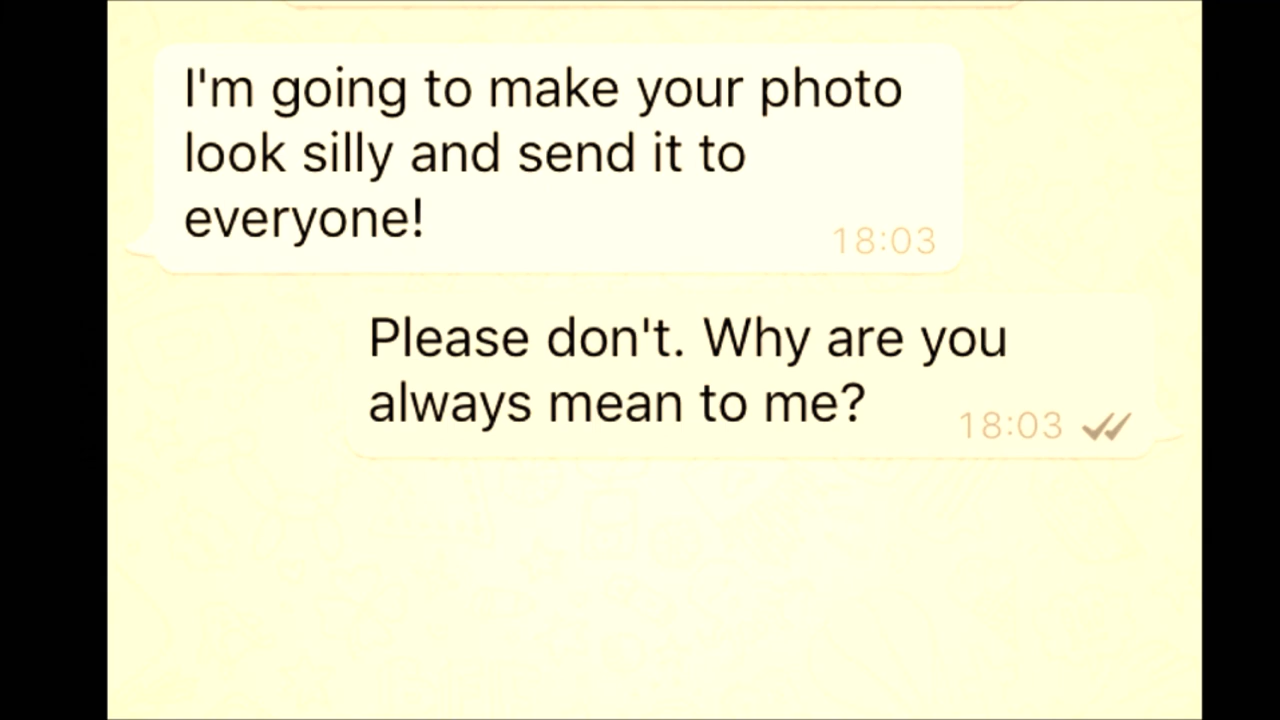 I'm going to make your photo
look silly and send it to
everyone!
18:03
Please don't. Why are you
always mean to me?
18:03